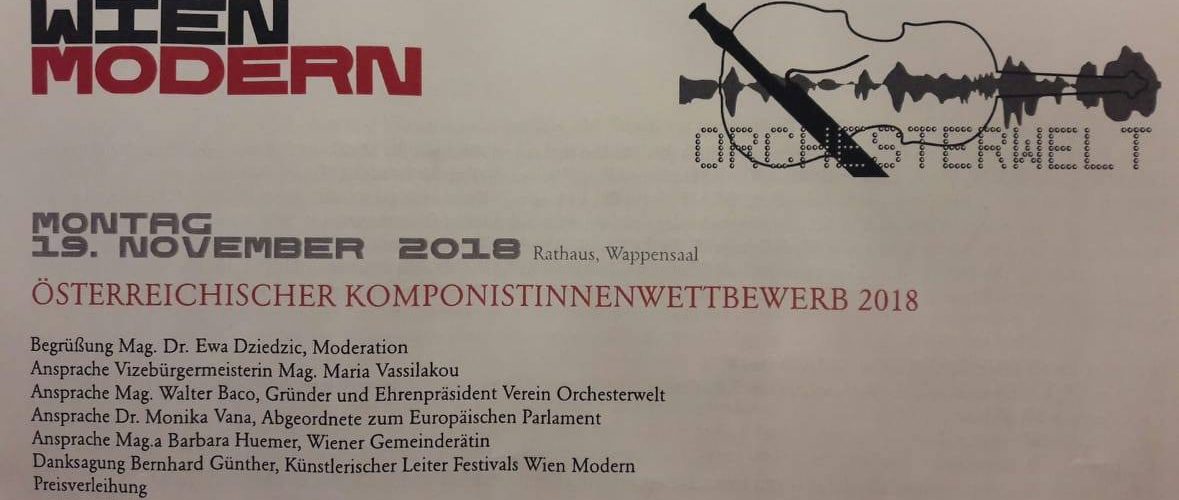 WIEN
MODERN
ORCHESTERWELT
MONTAG
19. NOVEMBER 2018 Rathaus, Wappensaal
ÖSTERREICHISCHER KOMPONISTINNENWETTBEWERB 2018
Begrüßung Mag. Dr. Ewa Dziedzic, Moderation
Ansprache Vizebürgermeisterin Mag. Maria Vassilakou
Ansprache Mag. Walter Baco, Gründer und Ehrenpräsident Verein Orchesterwelt
Ansprache Dr. Monika Vana, Abgeordnete zum Europäischen Parlament
Ansprache Mag.a Barbara Huemer, Wiener Gemeinderätin
Danksagung Bernhard Günther, Künstlerischer Leiter Festivals Wien Modern
Preisverleihung